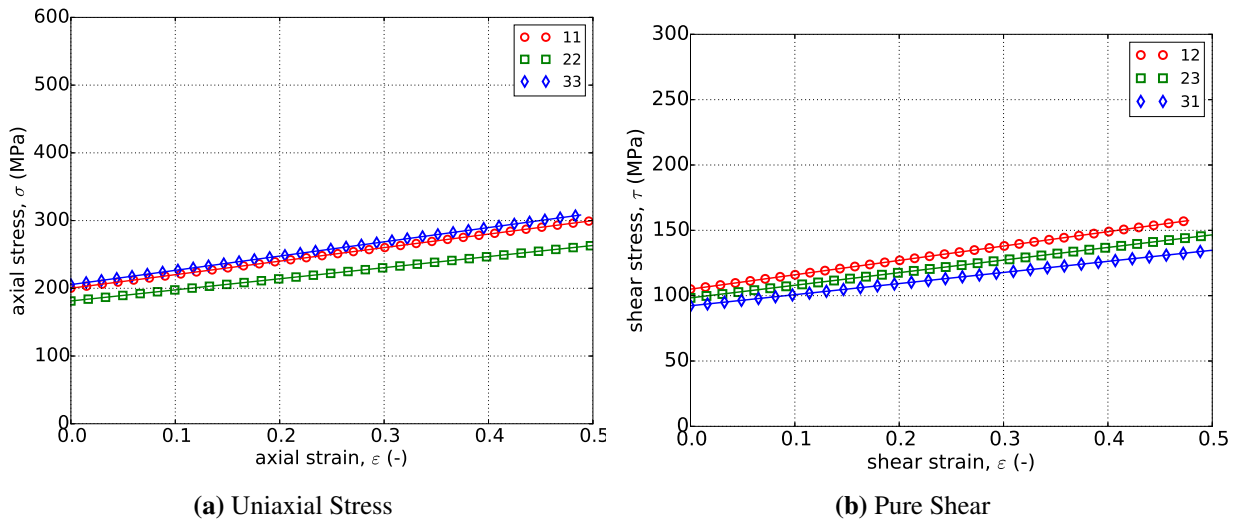 600
500
400
300
200
100
0
0.0 0.1 0.2 0.3 0.4 0.5
axial stress, σ (MPa)
axial strain, ε (-)
11
22
33
(a) Uniaxial Stress
300
250
200
150
100
50
0
0.0 0.1 0.2 0.3 0.4 0.5
shear stress, τ (MPa)
shear strain, ε (-)
12
23
31
(b) Pure Shear